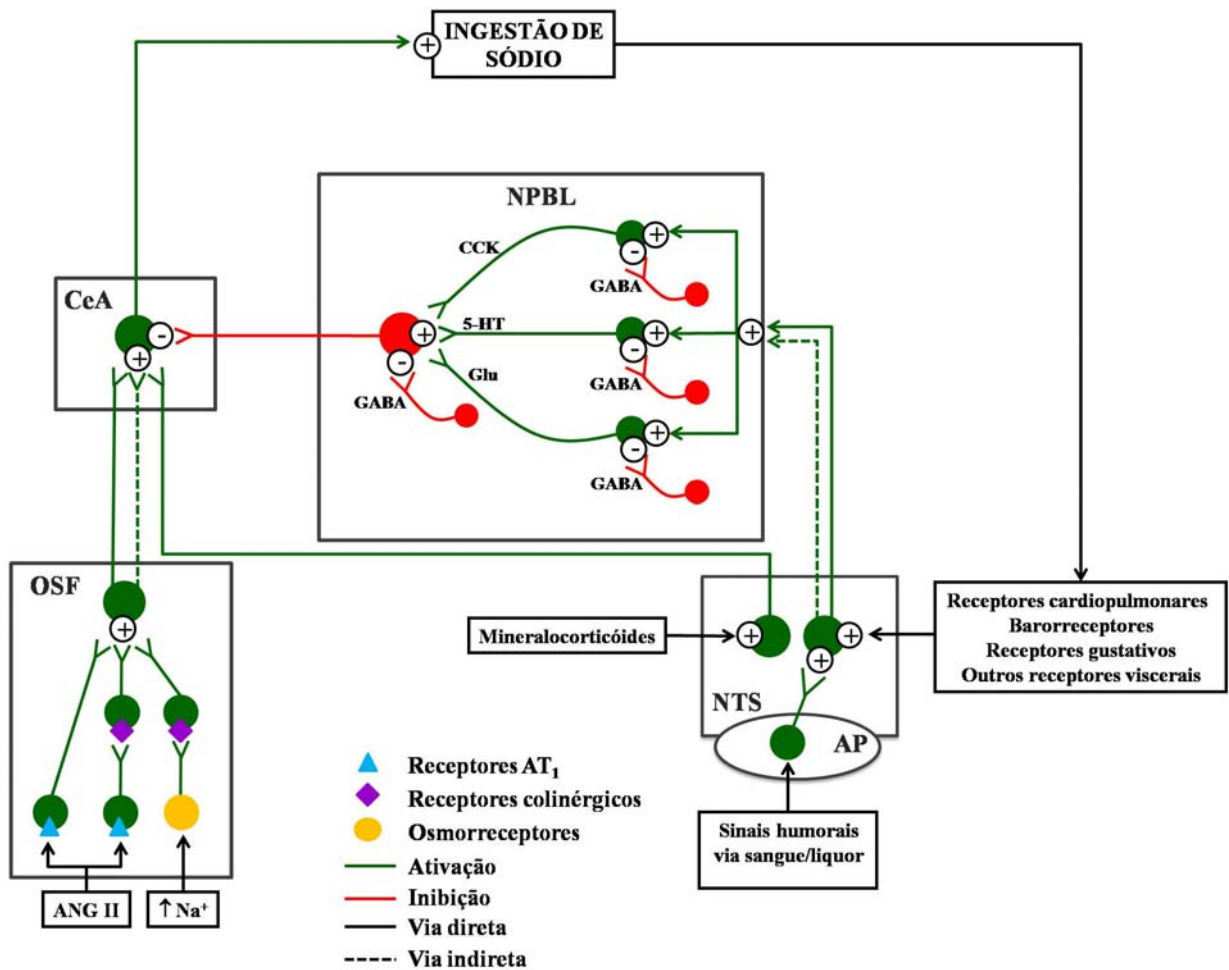 INGESTÃO DE
SÓDIO
NPBL
CCK
GABA
CeA
5-HT
GABA
Glu
GABA
GABA
OSF
Mineralocorticóides
Receptores cardiopulmonares
Barorreceptores
Receptores gustativos
Outros receptores viscerais
NTS
AP
Receptores AT1
Receptores colinérgicos
Osmorreceptores
Ativação
Inibição
Via direta
Via indireta
Sinais humorais
via sangue/liquor
ANG II
↑Na+